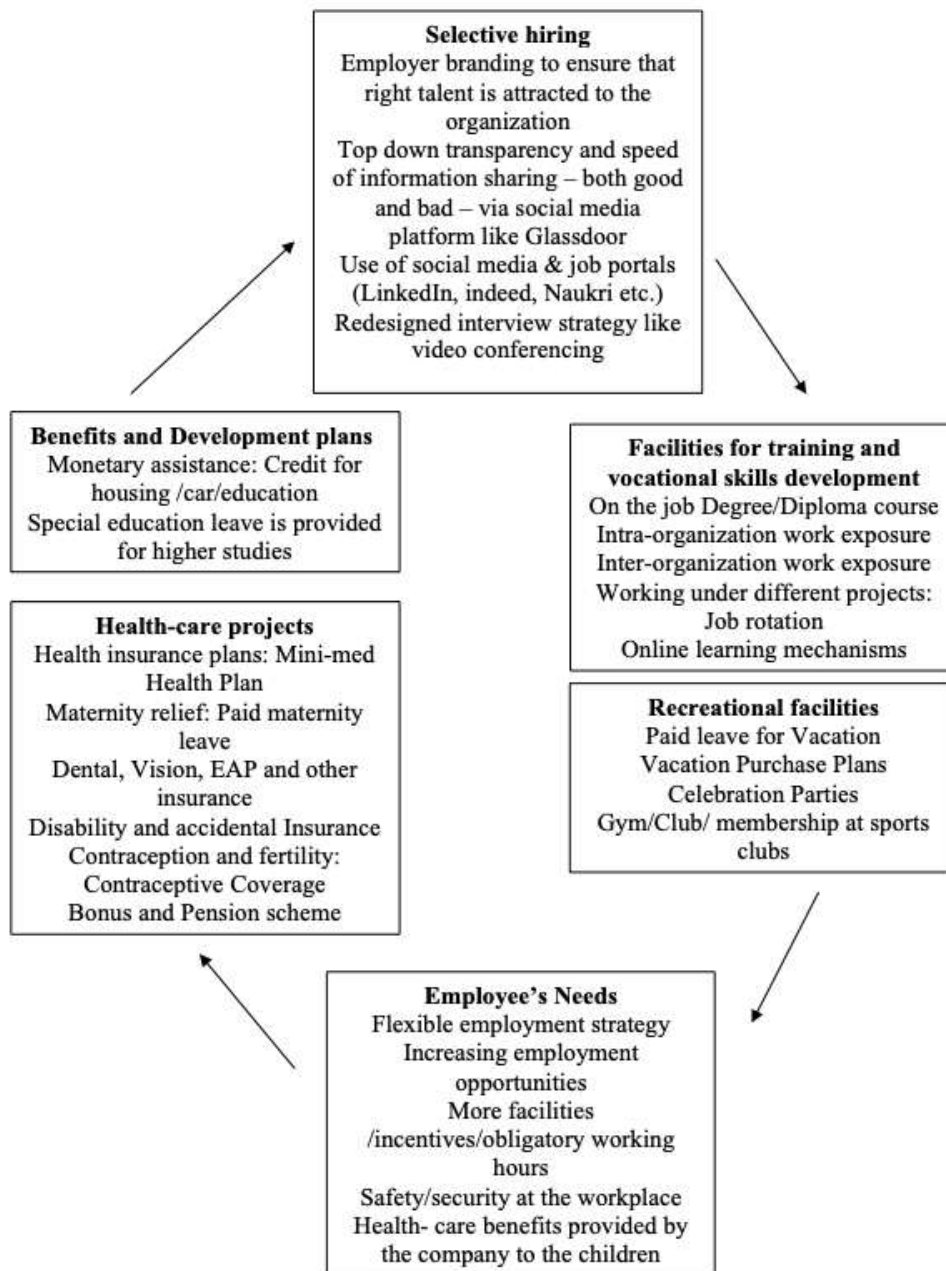 Selective hiring
Employer branding to ensure that
right talent is attracted to the
organization
Top down transparency and speed
of information sharing – both good
and bad – via social media
platform like Glassdoor
Use of social media & job portals
(LinkedIn, indeed, Naukri etc.)
Redesigned interview strategy like
video conferencing
Facilities for training and
vocational skills development
On the job Degree/Diploma course
Intra-organization work exposure
Inter-organization work exposure
Working under different projects:
Job rotation
Online learning mechanisms
Recreational facilities
Paid leave for Vacation
Vacation Purchase Plans
Celebration Parties
Gym/Club/ membership at sports
clubs
Employee’s Needs
Flexible employment strategy
Increasing employment
opportunities
More facilities
/incentives/obligatory working
hours
Safety/security at the workplace
Health- care benefits provided by
the company to the children
Health-care projects
Health insurance plans: Mini-med
Health Plan
Maternity relief: Paid maternity
leave
Dental, Vision, EAP and other
insurance
Disability and accidental Insurance
Contraception and fertility:
Contraceptive Coverage
Bonus and Pension scheme
Benefits and Development plans
Monetary assistance: Credit for
housing /car/education
Special education leave is provided
for higher studies